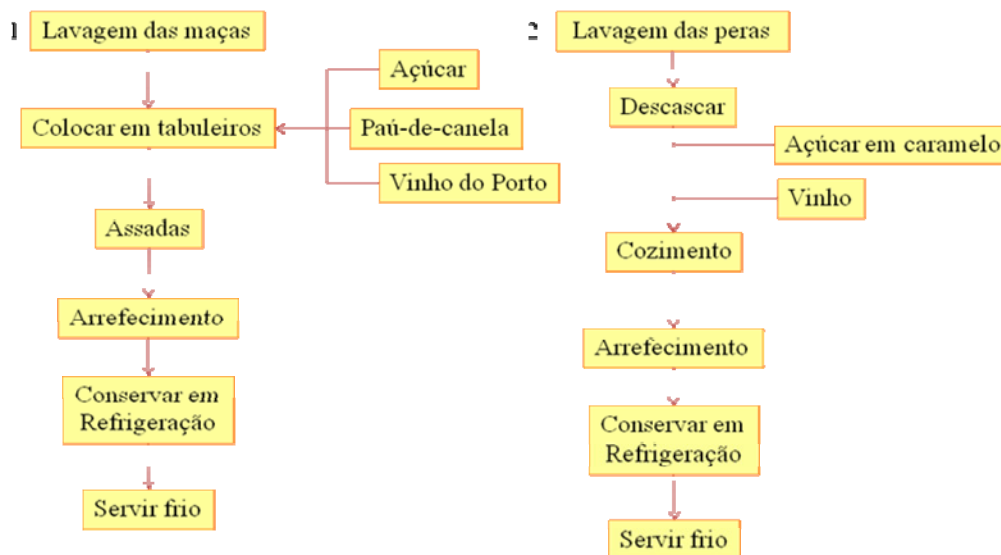 1
Lavagem das maças
Açúcar
Colocar em tabuleiros
Paú-de-canela
Vinho do Porto
Assadas
Arrefecimento
Conservar em
Refrigeração
Servir frio
2
Lavagem das peras
Descascar
Açúcar em caramelo
Vinho
Cozimento
Arrefecimento
Conservar em
Refrigeração
Servir frio